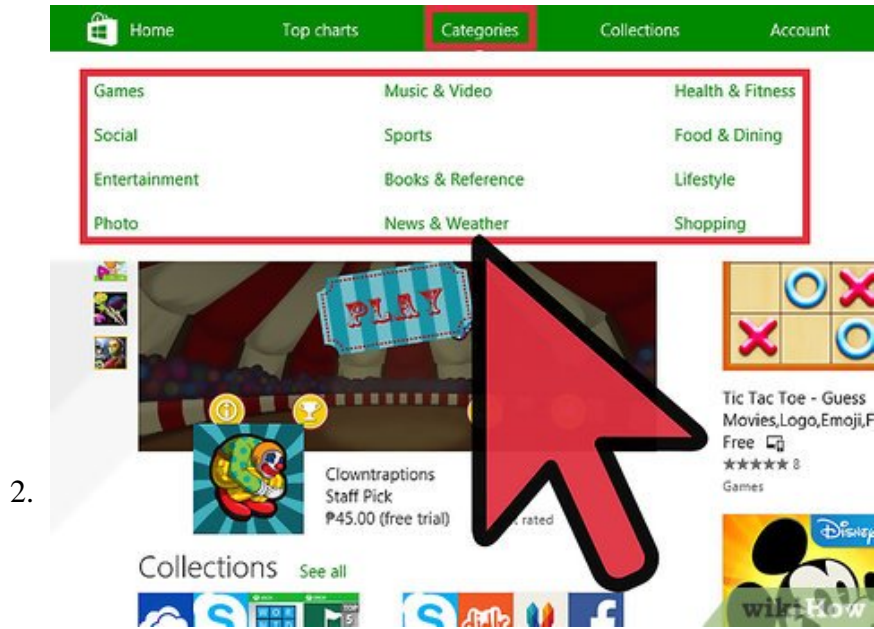 Home Top charts Categories Collections Account
Games Music & Video Health & Fitness
Social Sports Food & Dining
Entertainment Books & Reference Lifestyle
Photo News & Weather Shopping
PLAY
Tic Tac Toe - Guess
Movies,Logo,Emoji,F
Free
8
Games
Clowntraptions
Staff Pick
₱45.00 (free trial) rated
2.
Disney
Collections See all
TOP
5
wikiHow